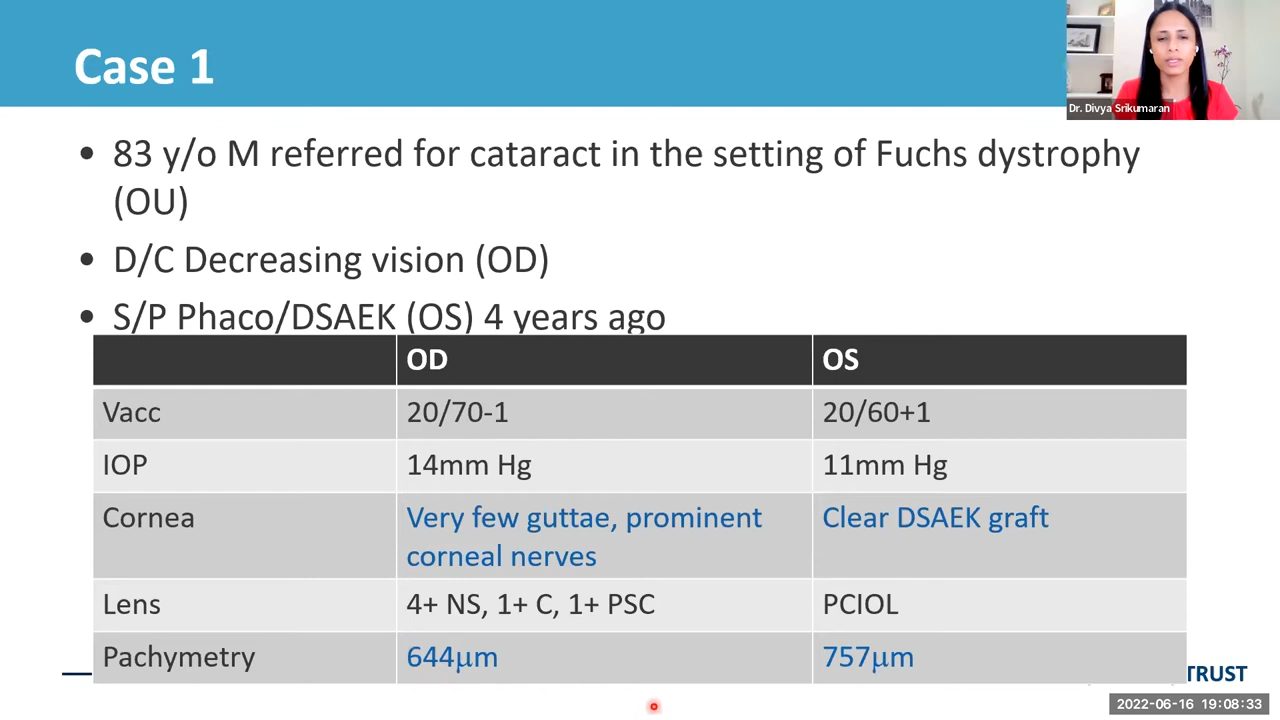 Case 1
Dr. Divya Srikumaran
• 83 y/o M referred for cataract in the setting of Fuchs dystrophy
(OU)
• D/C Decreasing vision (OD)
• S/P Phaco/DSAEK (OS) 4 years ago
OD OS
Vacc 20/70-1 20/60+1
IOP 14mm Hg 11mm Hg
Cornea Very few guttae, prominent Clear DSAEK graft
corneal nerves
Lens 4+ NS, 1+ C, 1+ PSC PCIOL
Pachymetry 644μm 757μm
TRUST
2022-06-16 19:08:33